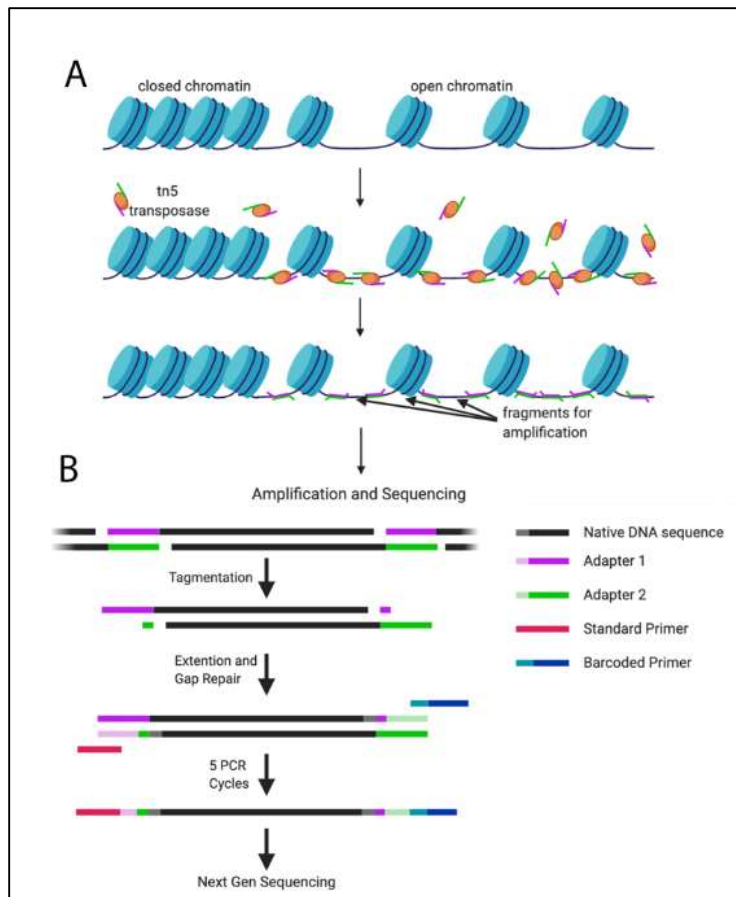 A
closed chromatin
open chromatin
tn5
transposase
fragments for
amplification
B
Amplification and Sequencing
Native DNA sequence
Adapter 1
Adapter 2
Standard Primer
Barcoded Primer
Tagmentation
Extention and
Gap Repair
5 PCR
Cycles
Next Gen Sequencing